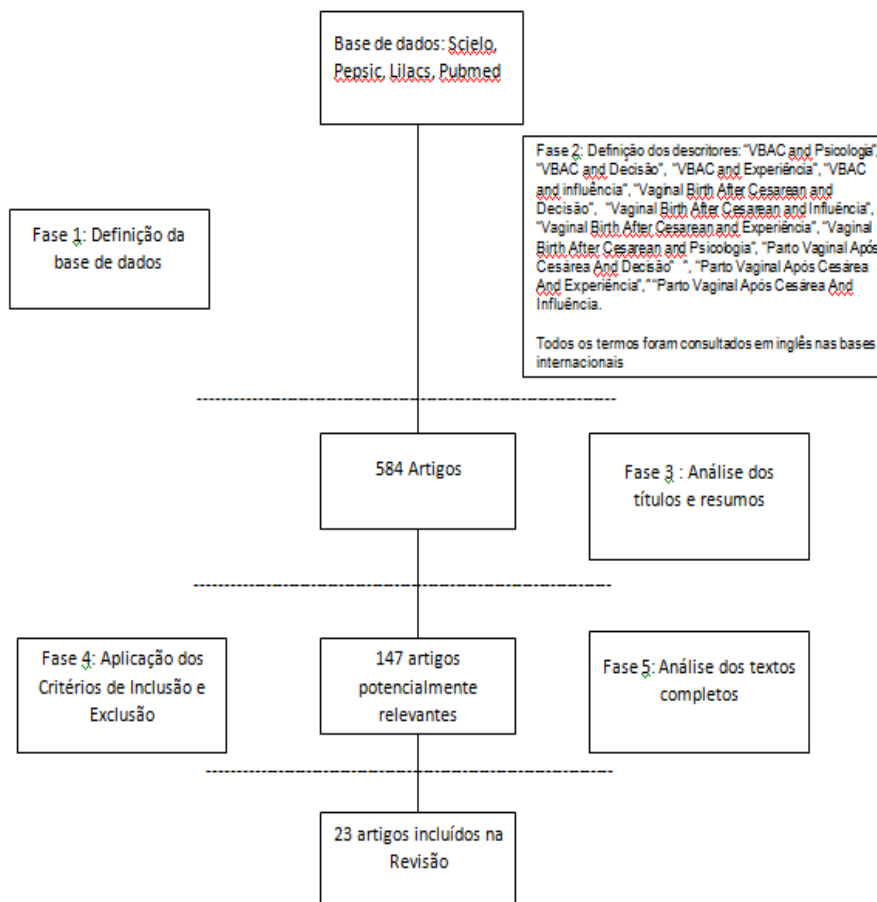 Base de dados: Scielo,
Pepsic, Lilacs, Pubmed
Fase 2: Definição dos descritores: “VBAC and Psicologia”,
“VBAC and Decisão”, “VBAC and Experiência”, “VBAC
and influência”, “Vaginal Birth After Cesarean and
Decisão”, “Vaginal Birth After Cesarean and Influência”,
“Vaginal Birth After Cesarean and Experiência”, “Vaginal
Birth After Cesarean and Psicologia”, “Parto Vaginal Após
Cesárea And Decisão” ”, “Parto Vaginal Após Cesárea
And Experiência”,” “Parto Vaginal Após Cesárea And
Influência.
Todos os termos foram consultados em inglês nas bases
internacionais
Fase 1: Definição da
base de dados
584 Artigos
Fase 3 : Análise dos
títulos e resumos
Fase 4: Aplicação dos
Critérios de Inclusão e
Exclusão
147 artigos
potencialmente
relevantes
Fase 5: Análise dos textos
completos
23 artigos incluídos na
Revisão